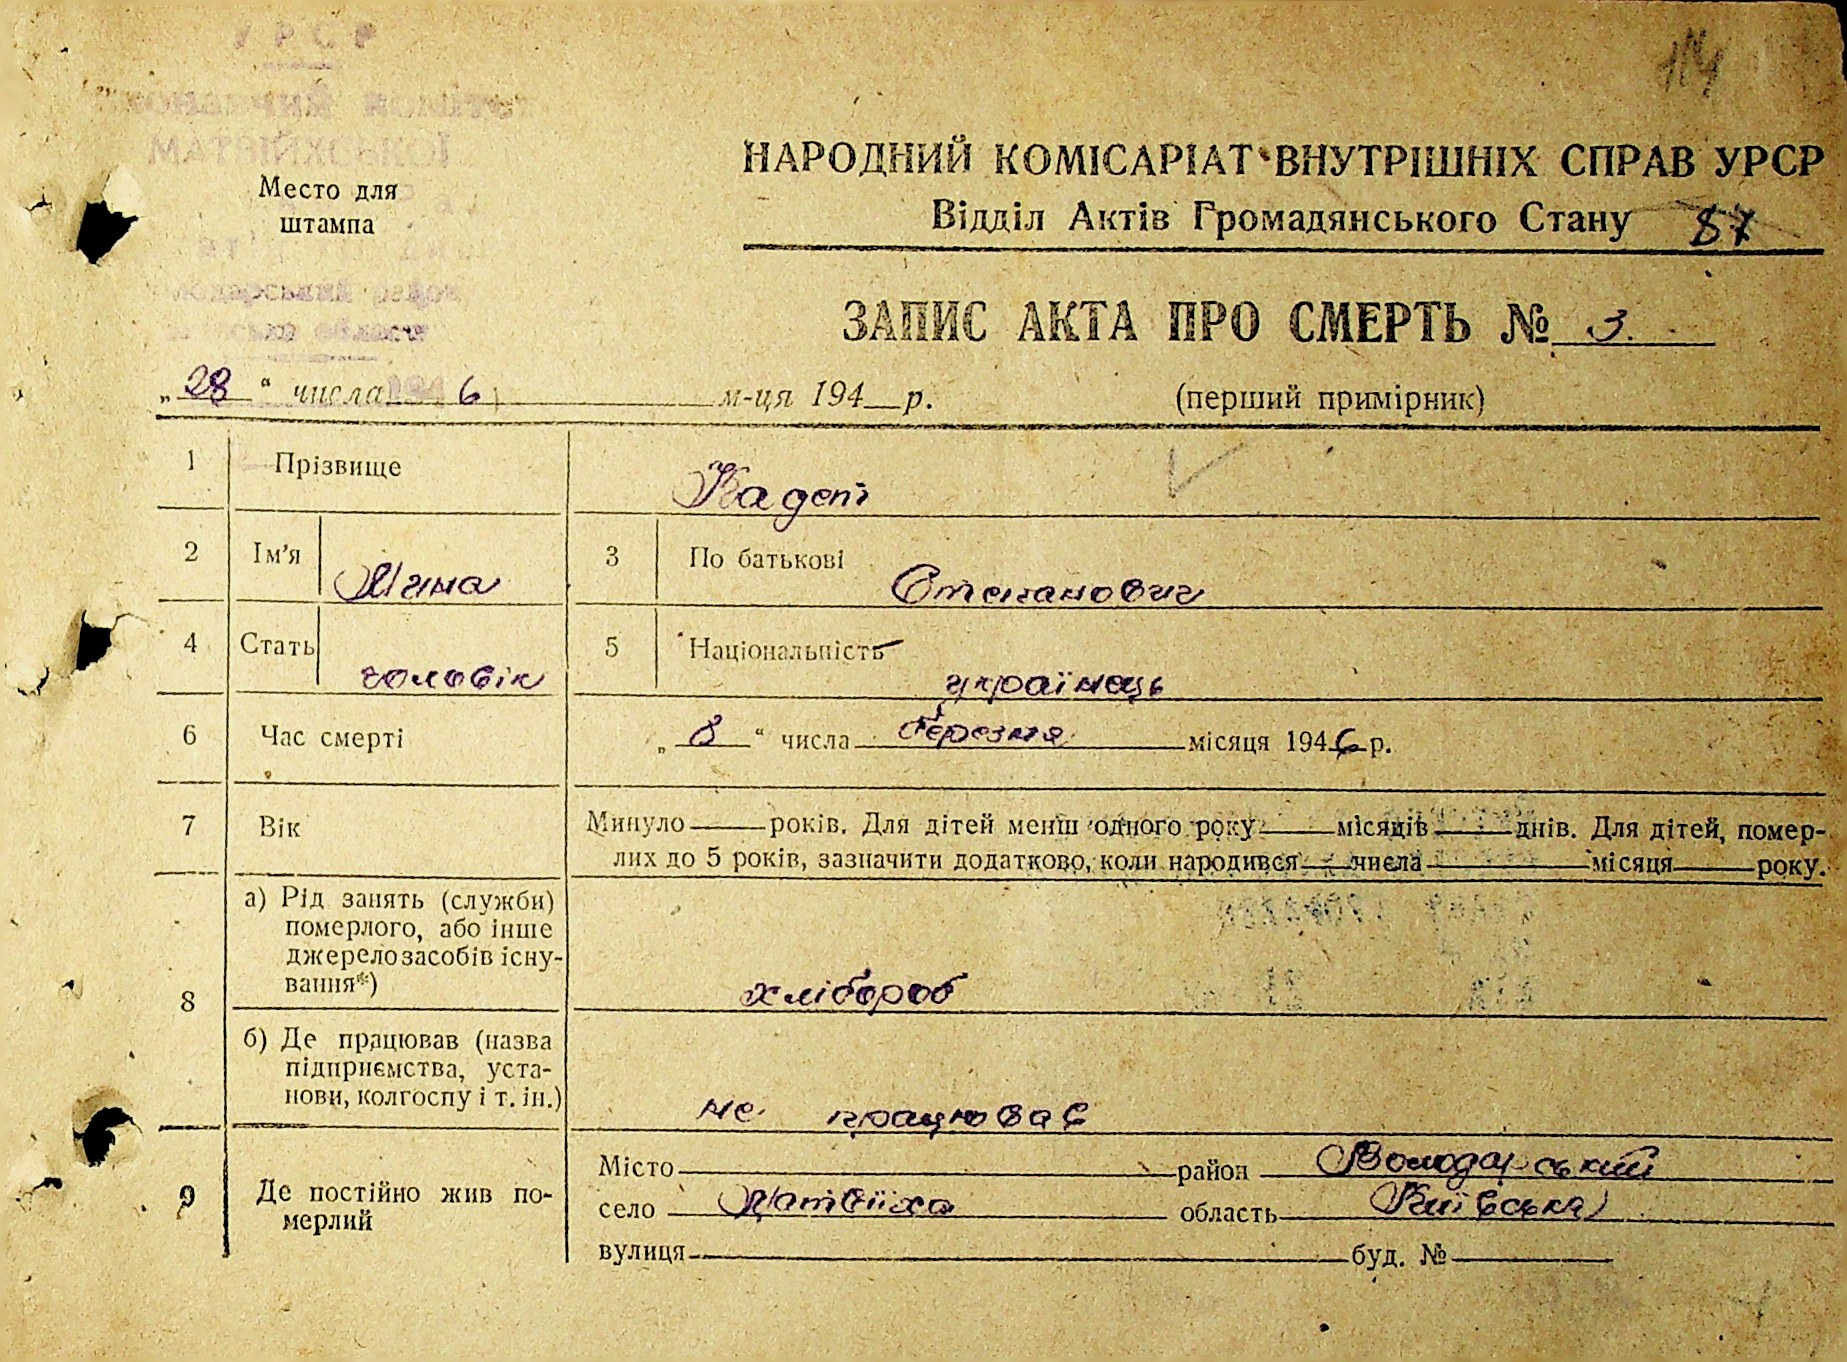 УРСР
114
Место для
штампа
НАРОДНИЙ КОМІСАРІАТ ВНУТРІШНІХ СПРАВ УРСР
Відділ Актів Громадянського Стану 87
ЗАПИС АКТА ПРО СМЕРТЬ № 3.
„28“ числа 6 м-ця 194 р. (перший примірник)
1 Прізвище Кадет
2 Ім'я Мина 3 По батькові Степанович
4 Стать чоловік 5 Національність українець
6 Час смерті „8“ числа березня місяця 1946 р.
7 Вік Минуло років. Для дітей менш одного року місяців днів. Для дітей, помер-
лих до 5 років, зазначити додатково, коли народився числа місяця року.
8 а) Рід занять (служби)
померлого, або інше
джерело засобів існу-
вання*) хлібороб
б) Де працював (назва
підприємства, уста-
нови, колгоспу і т. ін.) не працював
9 Де постійно жив по-
мерлий
Місто район Володарський
село область Київська
вулиця буд. №